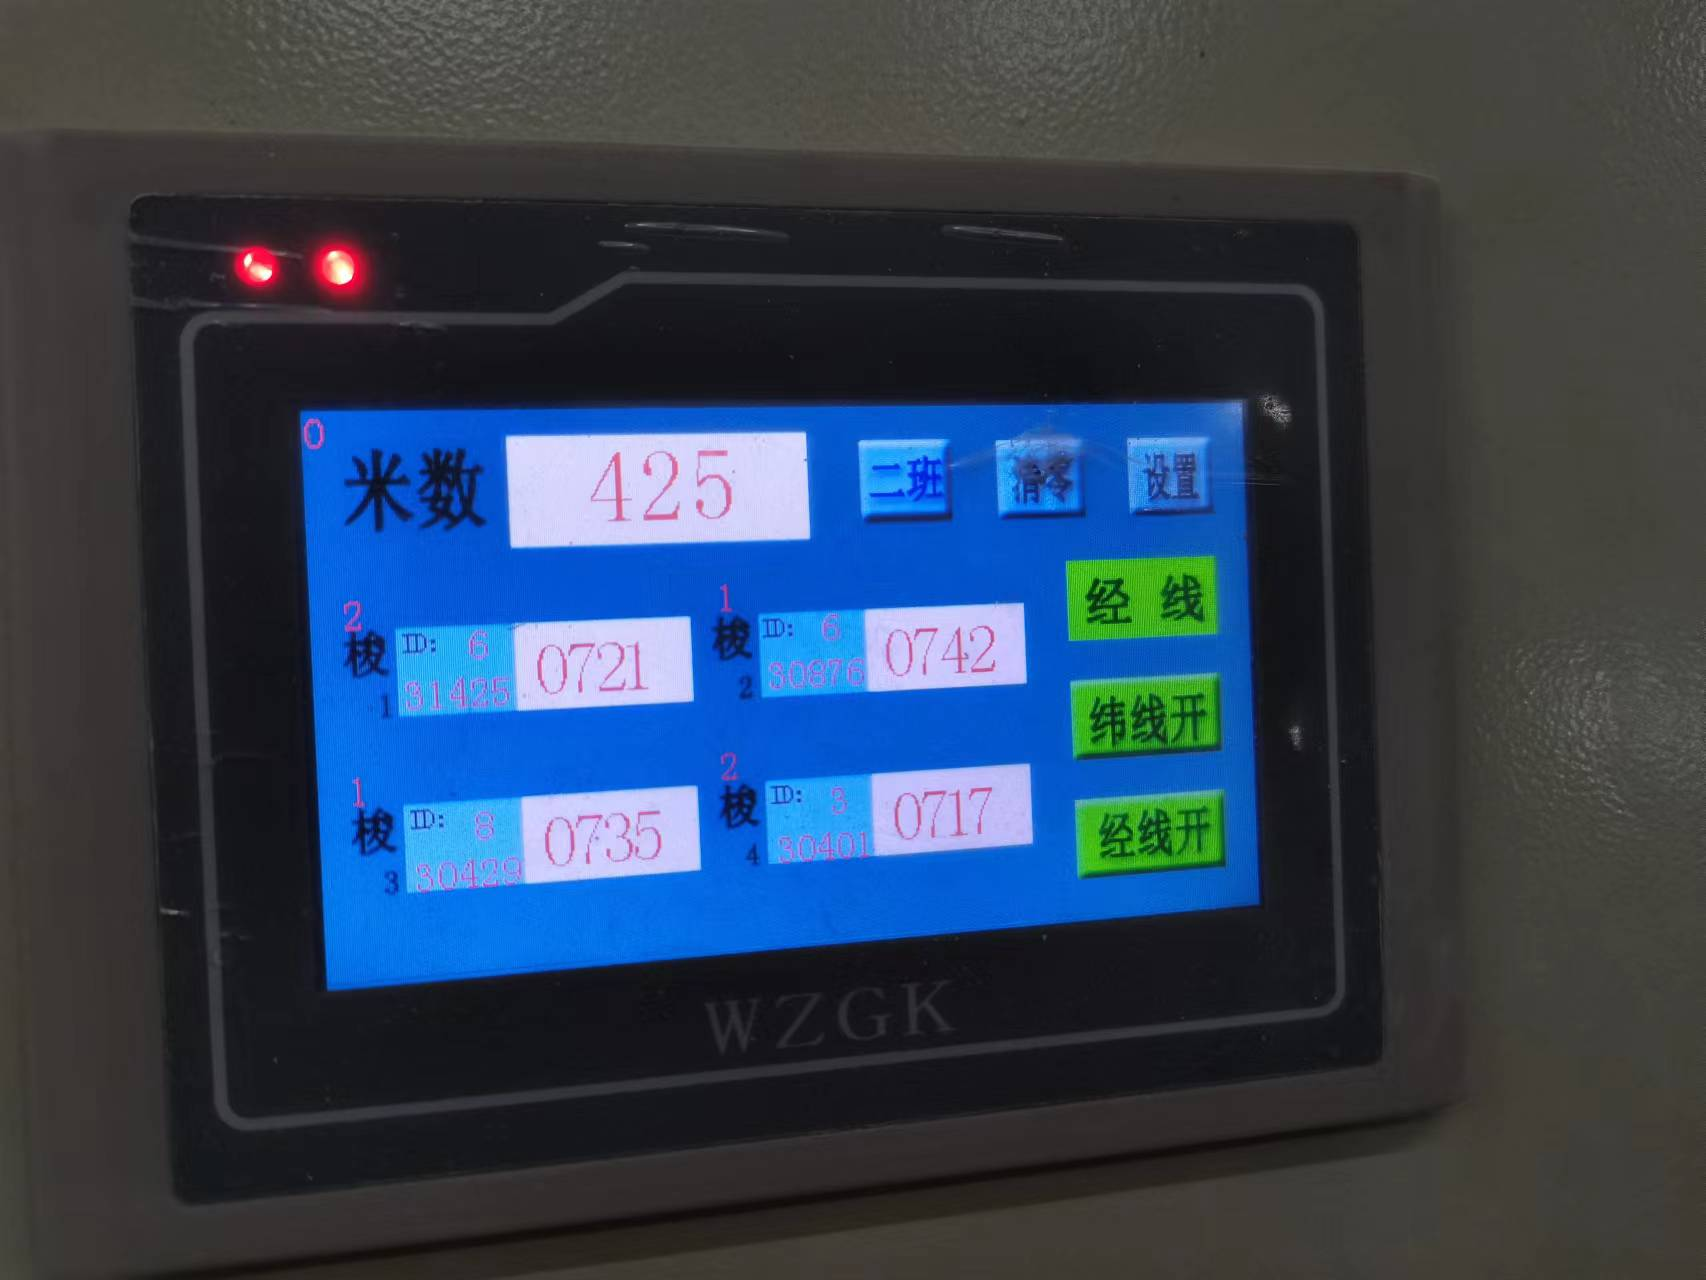 0
米数 425 二班 清零 设置
经 线
2 梭 1 ID: 6 31425 0721
1 梭 2 ID: 6 30876 0742
纬线开
1 梭 3 ID: 8 30429 0735
2 梭 4 ID: 3 30401 0717
经线开
WZGK